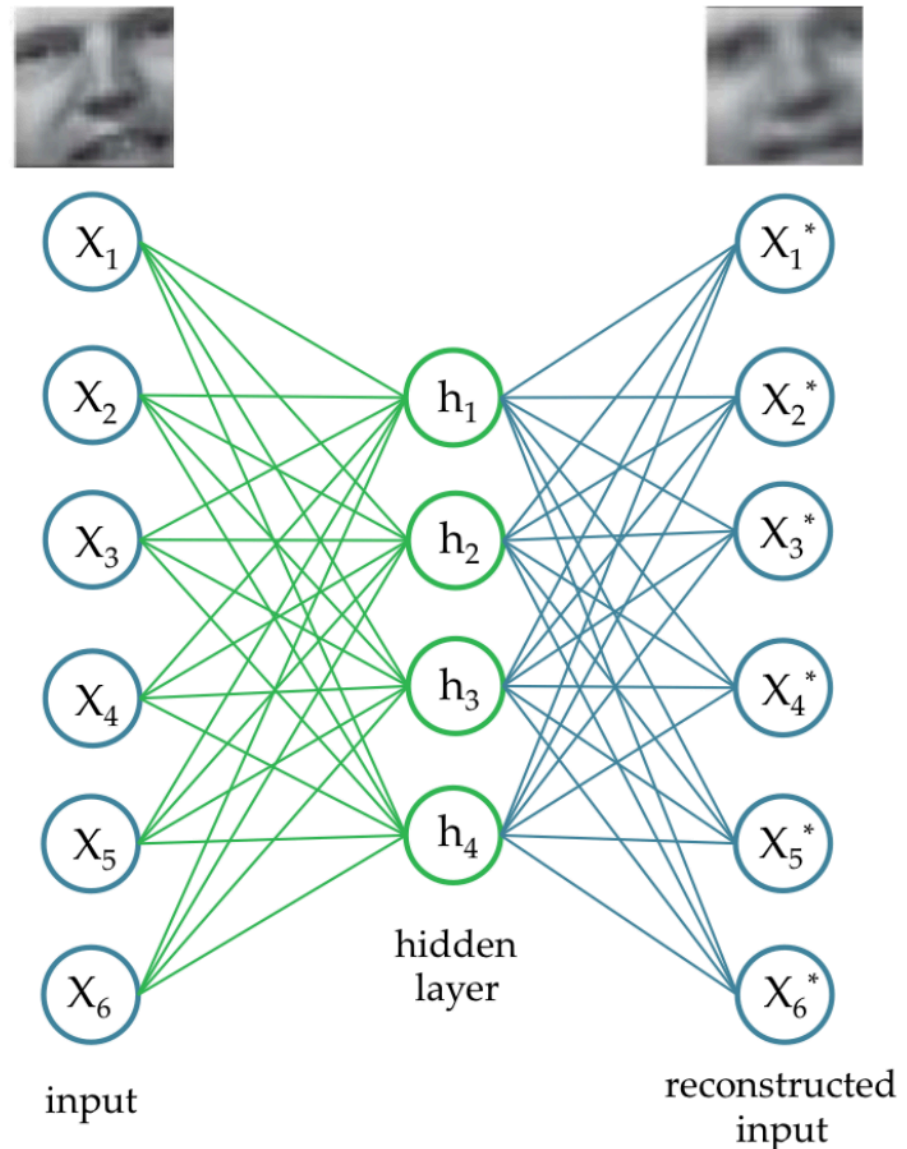 X₁
X₂
X₃
X₄
X₅
X₆
input
h₁
h₂
h₃
h₄
hidden
layer
X₁*
X₂*
X₃*
X₄*
X₅*
X₆*
reconstructed
input